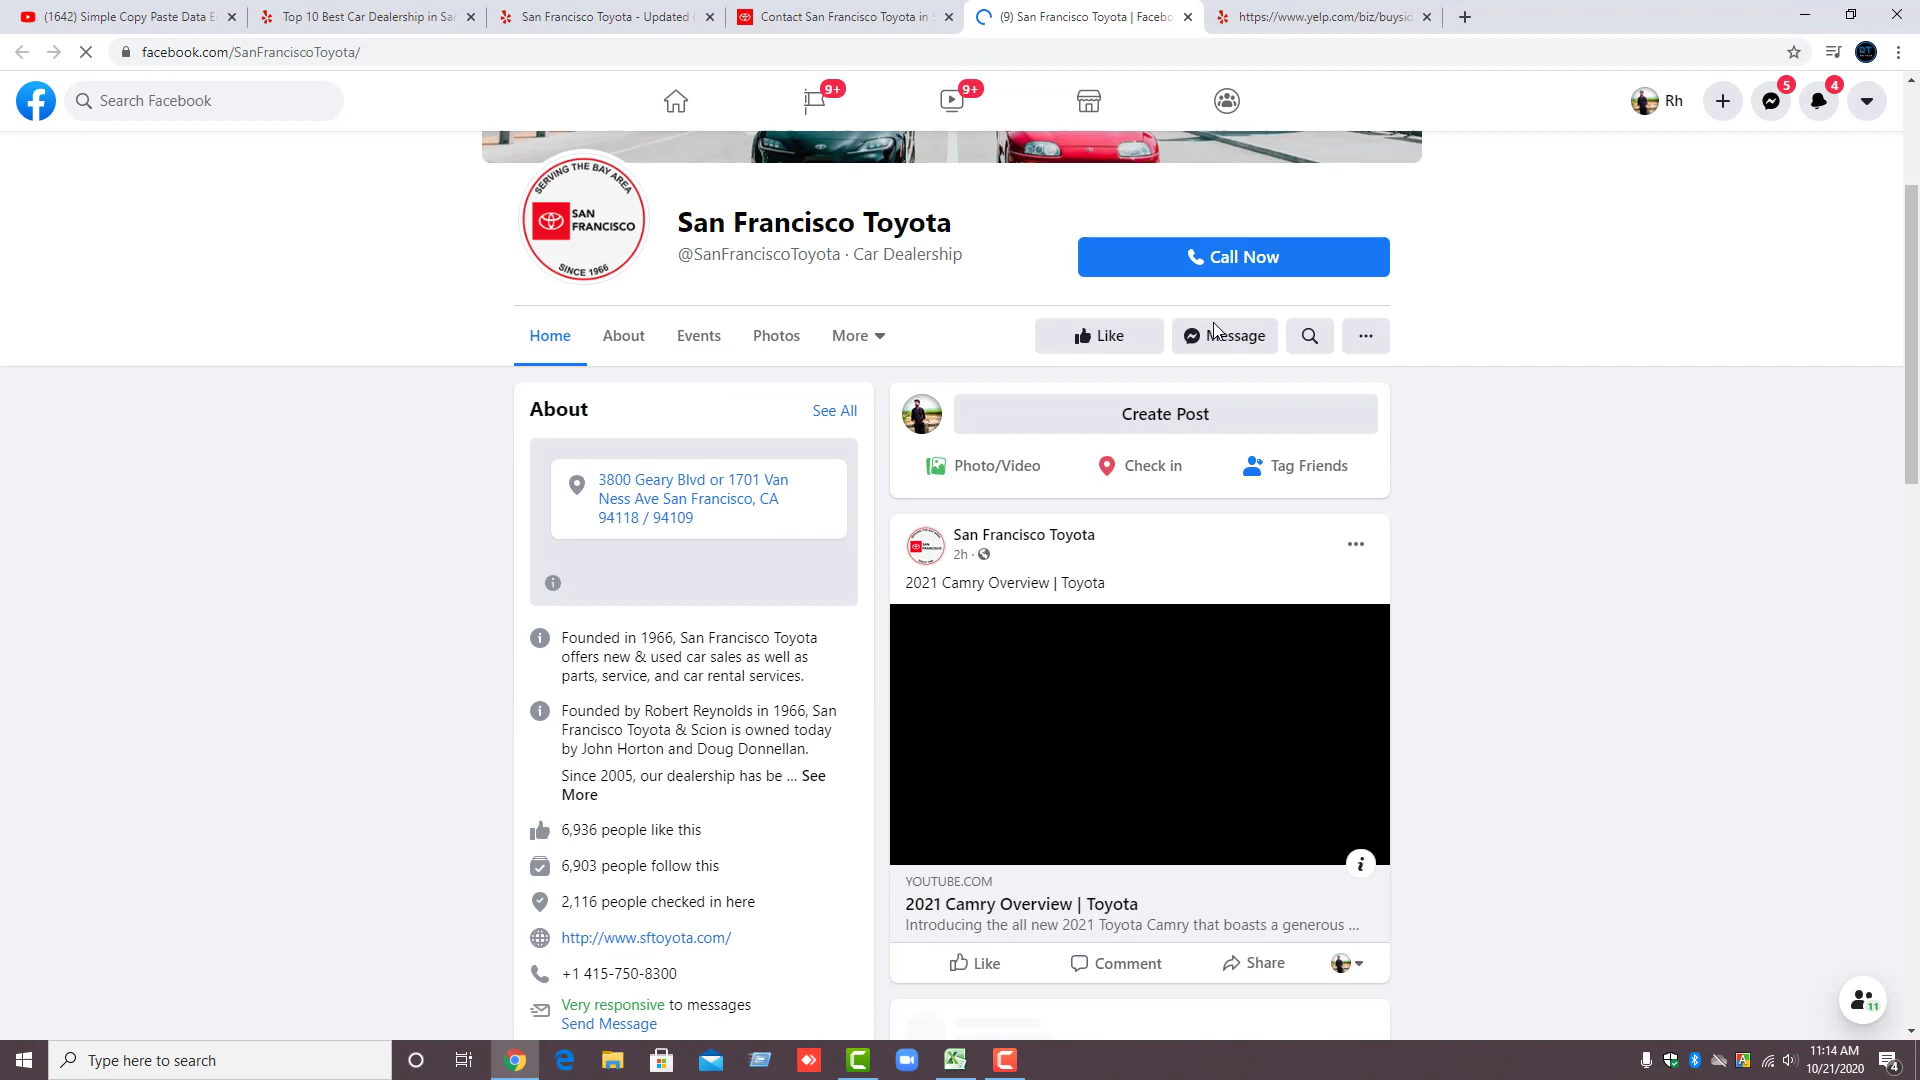 (1642) Simple Copy Paste Data E
Top 10 Best Car Dealership in Sa
San Francisco Toyota - Updated
Contact San Francisco Toyota in
(9) San Francisco Toyota | Facebo
https://www.yelp.com/biz/buysid
facebook.com/SanFranciscoToyota/
Search Facebook
9+
9+
Rh
5
4
SERVING THE BAY AREA
SAN
FRANCISCO
SINCE 1966
San Francisco Toyota
@SanFranciscoToyota · Car Dealership
Call Now
Home
About
Events
Photos
More
Like
Message
About
See All
3800 Geary Blvd or 1701 Van
Ness Ave San Francisco, CA
94118 / 94109
Founded in 1966, San Francisco Toyota
offers new & used car sales as well as
parts, service, and car rental services.
Founded by Robert Reynolds in 1966, San
Francisco Toyota & Scion is owned today
by John Horton and Doug Donnellan.
Since 2005, our dealership has be ... See
More
6,936 people like this
6,903 people follow this
2,116 people checked in here
http://www.sftoyota.com/
+1 415-750-8300
Very responsive to messages
Send Message
Create Post
Photo/Video
Check in
Tag Friends
San Francisco Toyota
2h ·
2021 Camry Overview | Toyota
YOUTUBE.COM
2021 Camry Overview | Toyota
Introducing the all new 2021 Toyota Camry that boasts a generous ...
Like
Comment
Share
11
Type here to search
11:14 AM
10/21/2020
4